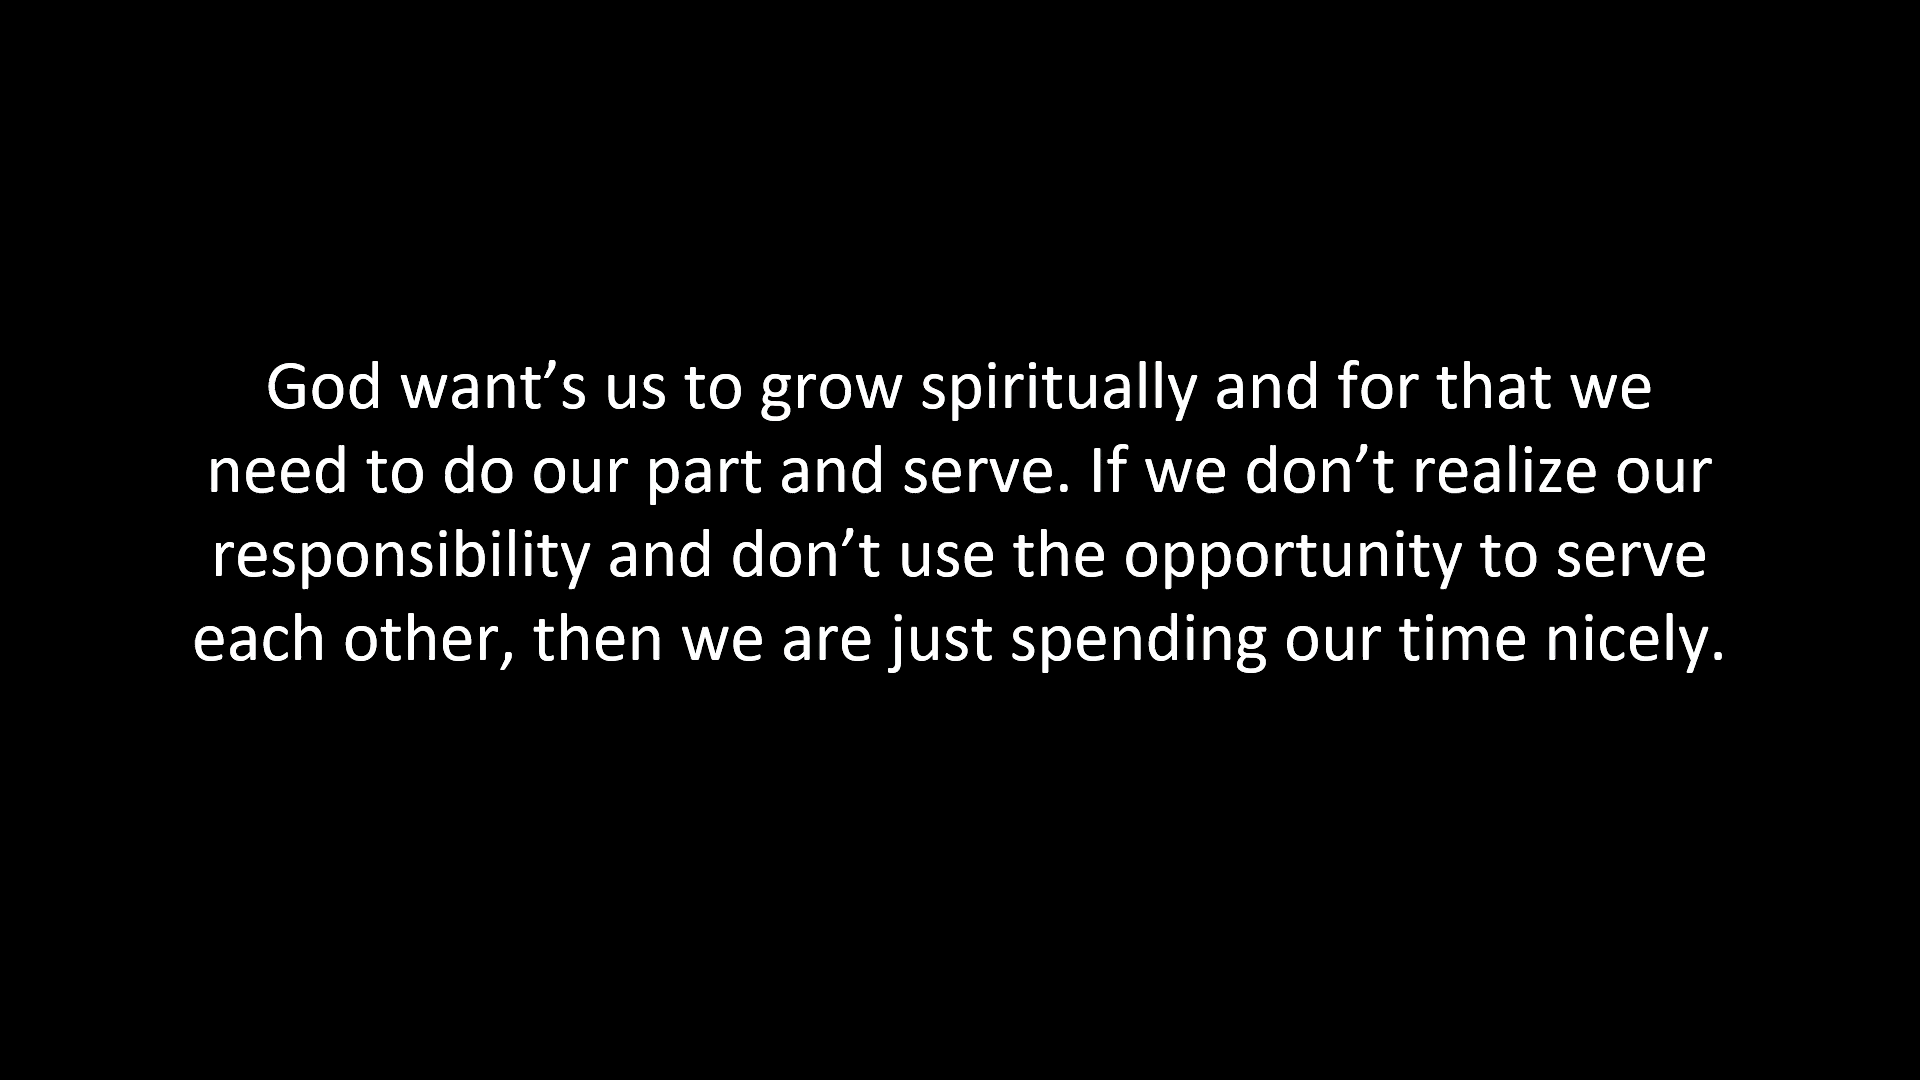 God want’s us to grow spiritually and for that we
need to do our part and serve. If we don’t realize our
responsibility and don’t use the opportunity to serve
each other, then we are just spending our time nicely.